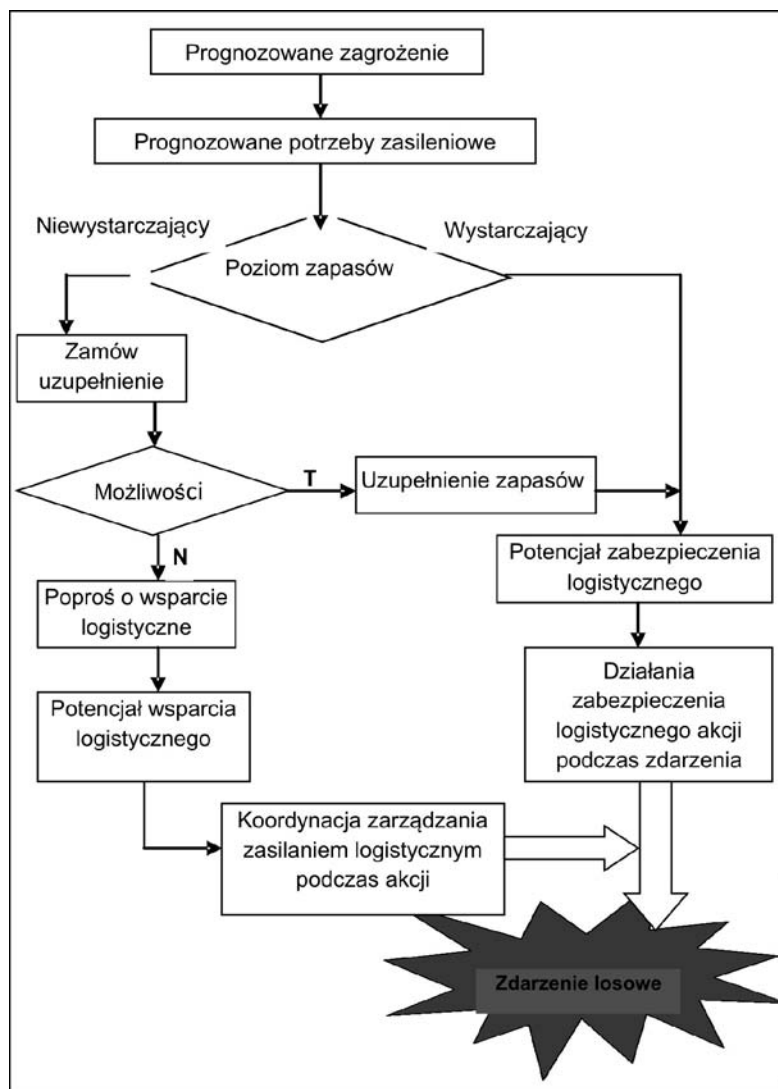 Prognozowane zagrożenie
Prognozowane potrzeby zasileniowe
Niewystarczający
Wystarczający
Poziom zapasów
Zamów
uzupełnienie
Możliwości
T
Uzupełnienie zapasów
N
Potencjał zabezpieczenia
logistycznego
Poproś o wsparcie
logistyczne
Działania
zabezpieczenia
logistycznego akcji
podczas zdarzenia
Potencjał wsparcia
logistycznego
Koordynacja zarządzania
zasilaniem logistycznym
podczas akcji
Zdarzenie losowe